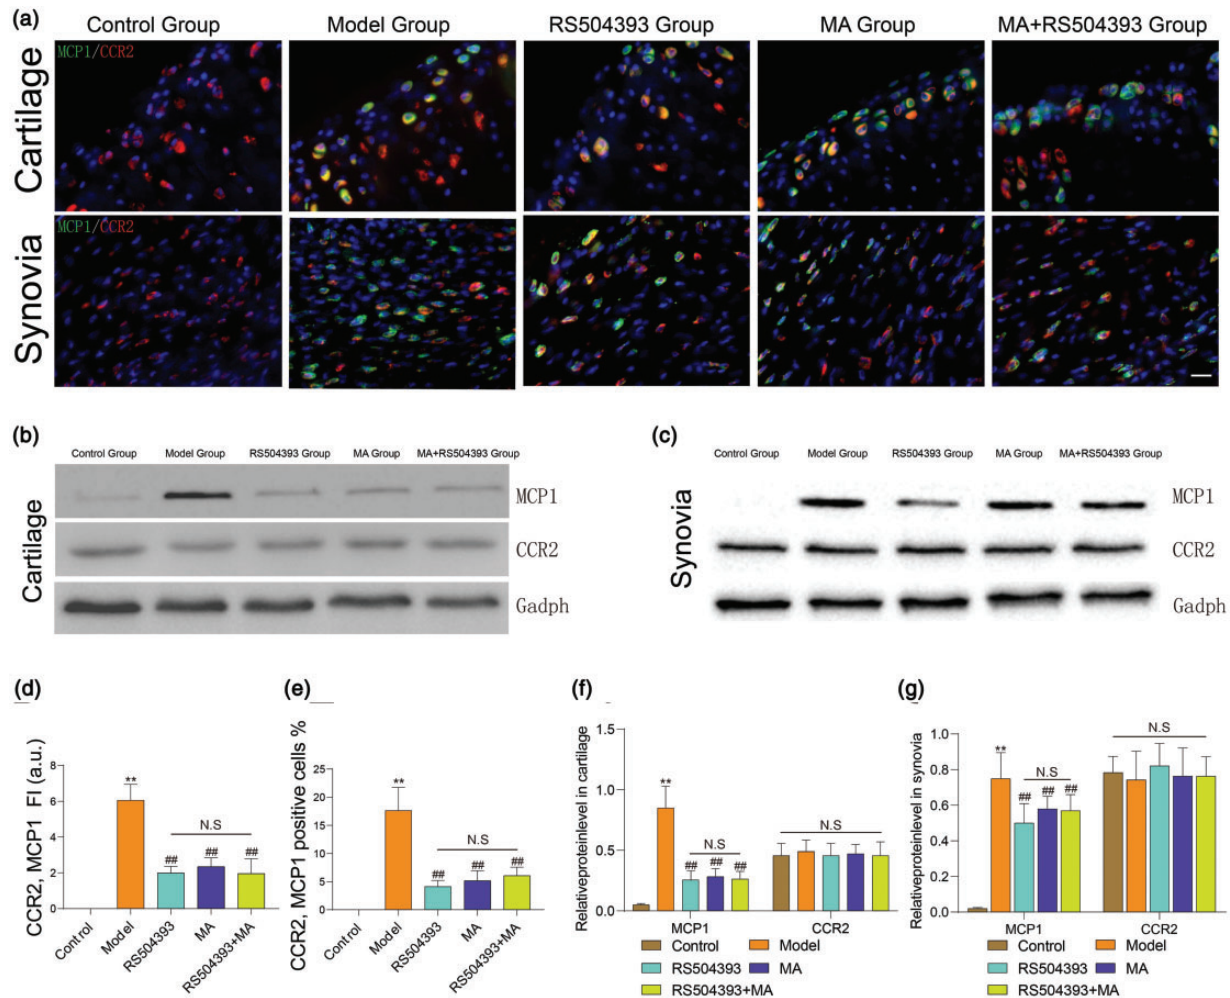 (a)
Control Group
Model Group
RS504393 Group
MA Group
MA+RS504393 Group
Cartilage
MCP1/CCR2
Synovia
MCP1/CCR2
(b)
Control Group
Model Group
RS504393 Group
MA Group
MA+RS504393 Group
Cartilage
MCP1
CCR2
Gadph
(c)
Control Group
Model Group
RS504393 Group
MA Group
MA+RS504393 Group
Synovia
MCP1
CCR2
Gadph
(d)
CCR2, MCP1 FI (a.u.)
8
6
4
2
0
**
##
##
##
N.S
Control
Model
RS504393
MA
RS504393+MA
(e)
CCR2, MCP1 positive cells %
25
20
15
10
5
0
**
##
##
##
N.S
Control
Model
RS504393
MA
RS504393+MA
(f)
Relativeproteinlevel in cartilage
1.5
1.0
0.5
0.0
**
N.S
##
##
##
N.S
MCP1
CCR2
Control
Model
RS504393
MA
RS504393+MA
(g)
Relativeproteinlevel in synovia
1.0
0.8
0.6
0.4
0.2
0.0
**
N.S
##
##
##
N.S
MCP1
CCR2
Control
Model
RS504393
MA
RS504393+MA